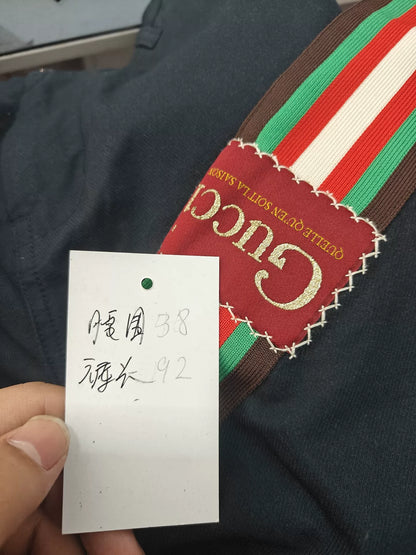 GUCCI
QUELLE QU'EN SOIT LA SAISON
腰围 38
裤长 92